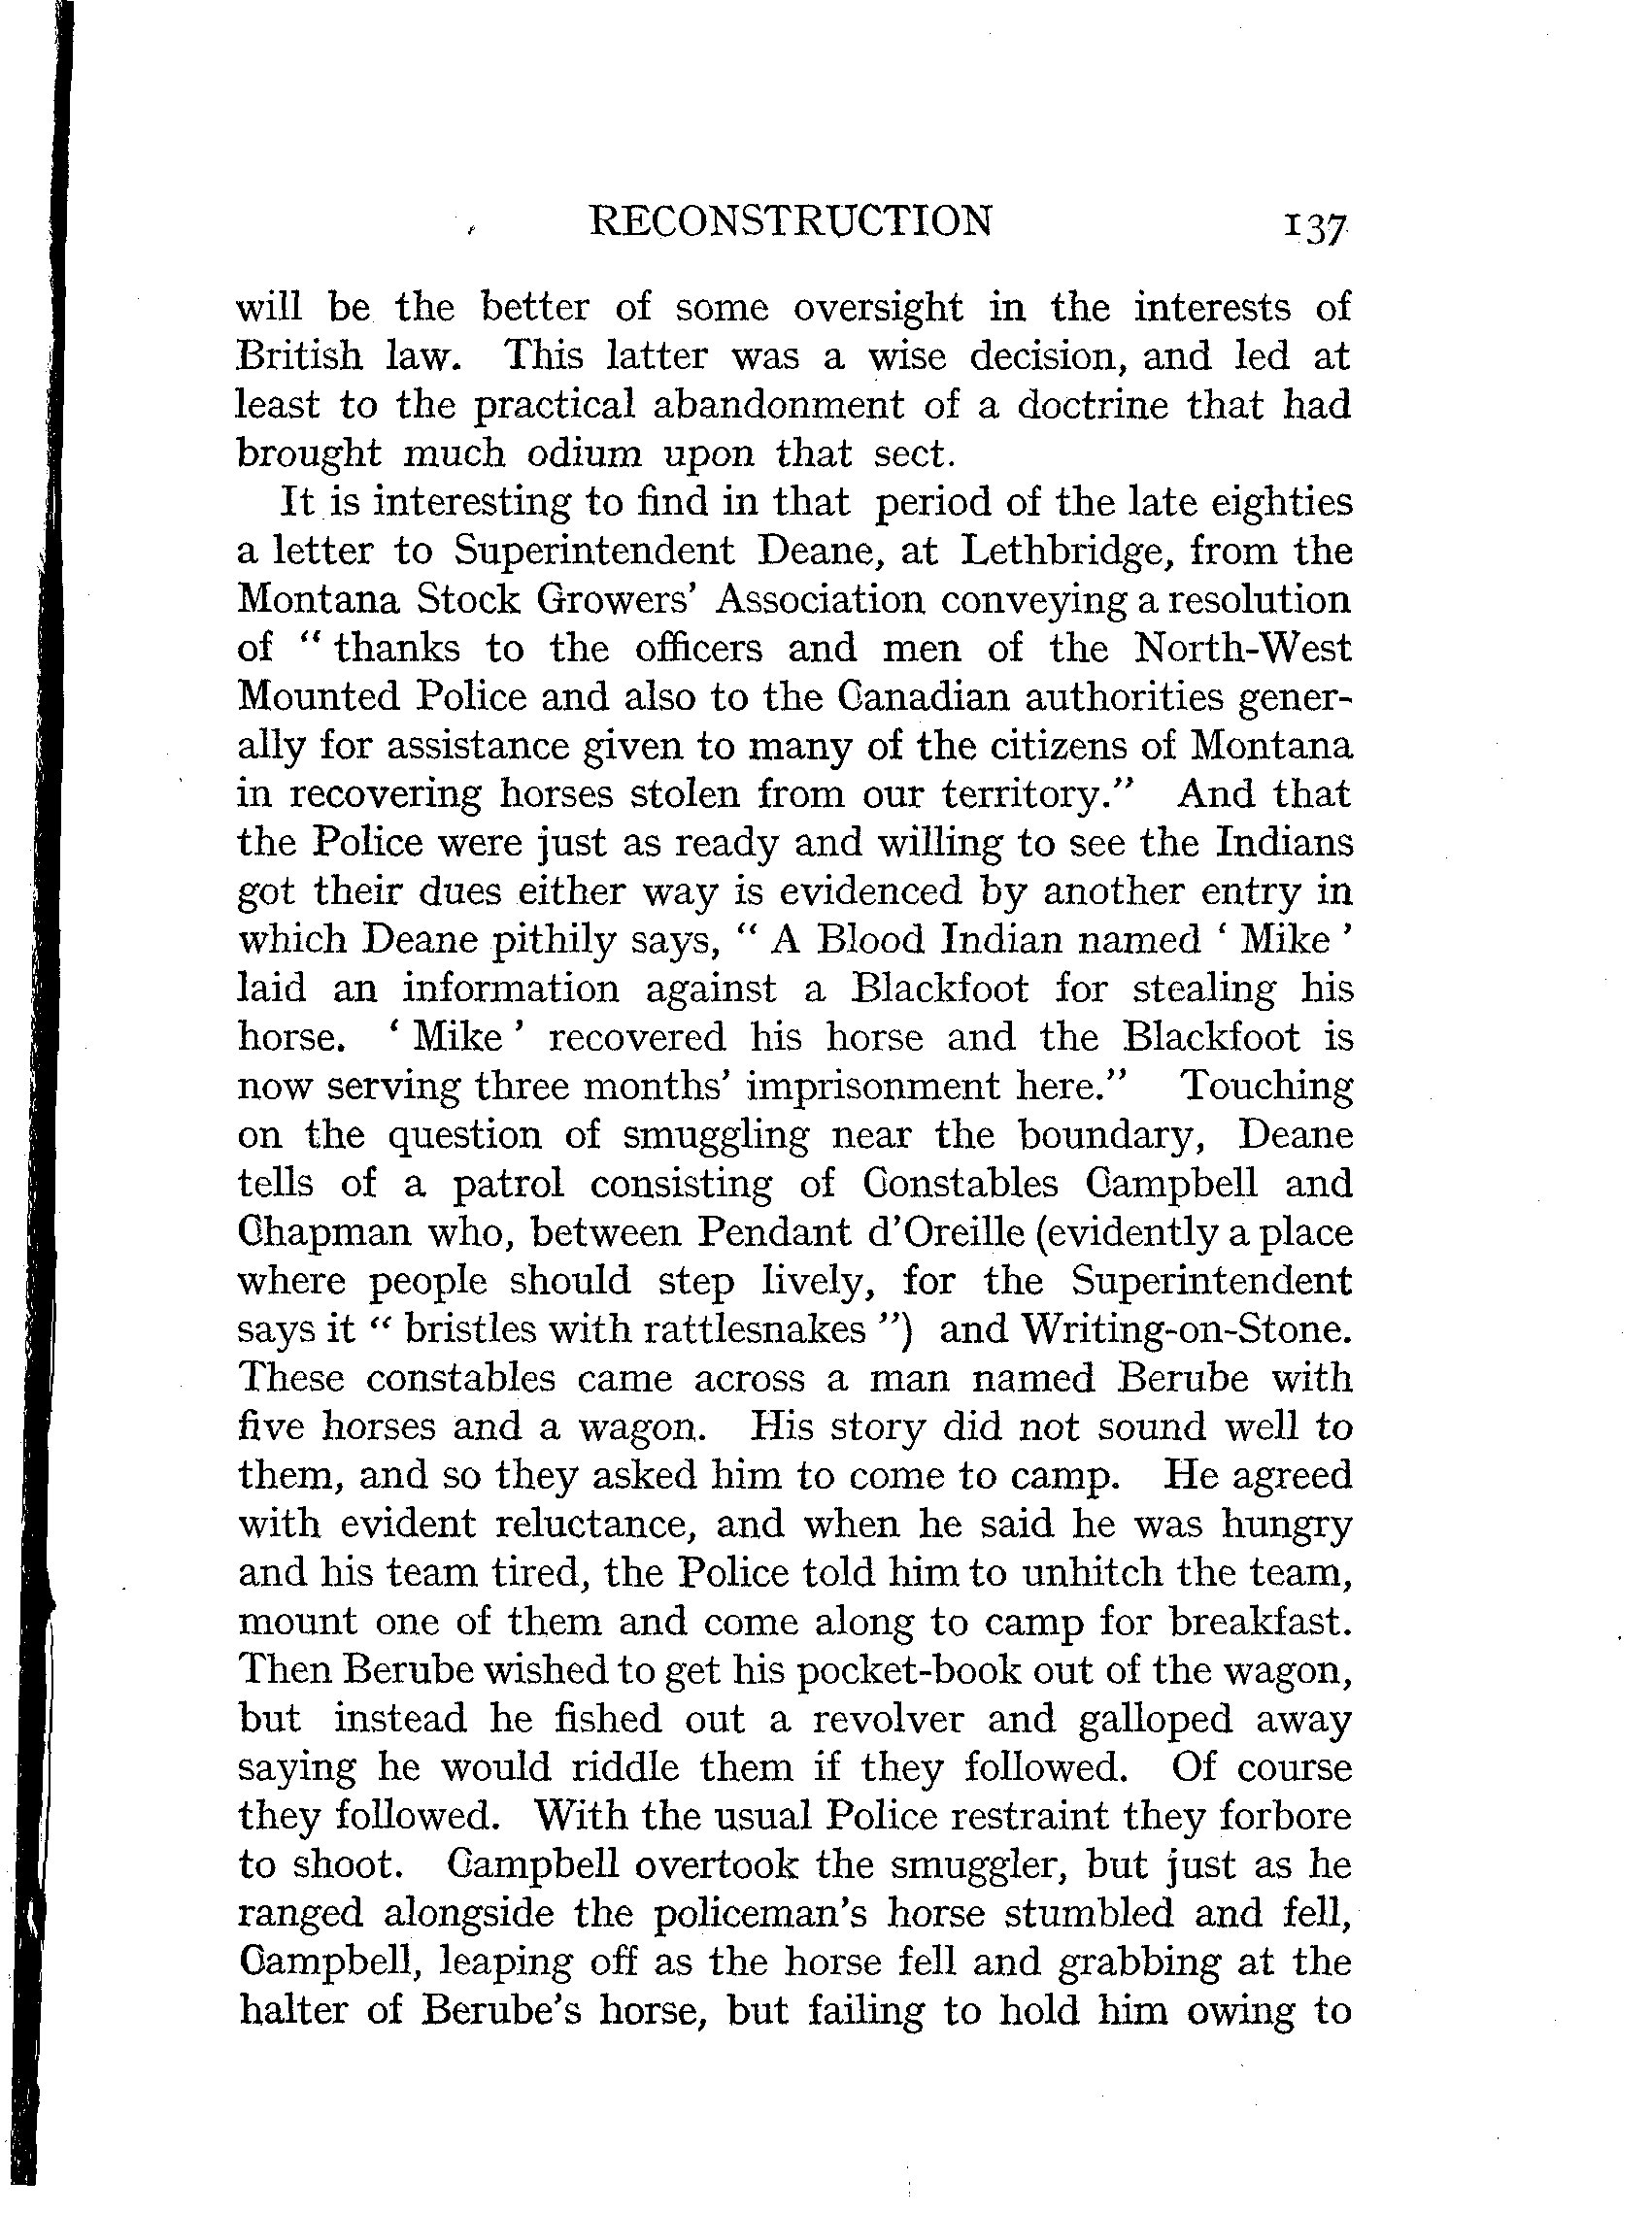 RECONSTRUCTION 137
will be the better of some oversight in the interests of
British law. This latter was a wise decision, and led at
least to the practical abandonment of a doctrine that had
brought much odium upon that sect.
It is interesting to find in that period of the late eighties
a letter to Superintendent Deane, at Lethbridge, from the
Montana Stock Growers' Association conveying a resolution
of " thanks to the officers and men of the North-West
Mounted Police and also to the Canadian authorities gener-
ally for assistance given to many of the citizens of Montana
in recovering horses stolen from our territory." And that
the Police were just as ready and willing to see the Indians
got their dues either way is evidenced by another entry in
which Deane pithily says, " A Blood Indian named ' Mike '
laid an information against a Blackfoot for stealing his
horse. ' Mike ' recovered his horse and the Blackfoot is
now serving three months' imprisonment here." Touching
on the question of smuggling near the boundary, Deane
tells of a patrol consisting of Constables Campbell and
Chapman who, between Pendant d'Oreille (evidently a place
where people should step lively, for the Superintendent
says it " bristles with rattlesnakes ") and Writing-on-Stone.
These constables came across a man named Berube with
five horses and a wagon. His story did not sound well to
them, and so they asked him to come to camp. He agreed
with evident reluctance, and when he said he was hungry
and his team tired, the Police told him to unhitch the team,
mount one of them and come along to camp for breakfast.
Then Berube wished to get his pocket-book out of the wagon,
but instead he fished out a revolver and galloped away
saying he would riddle them if they followed. Of course
they followed. With the usual Police restraint they forbore
to shoot. Campbell overtook the smuggler, but just as he
ranged alongside the policeman's horse stumbled and fell,
Campbell, leaping off as the horse fell and grabbing at the
halter of Berube's horse, but failing to hold him owing to